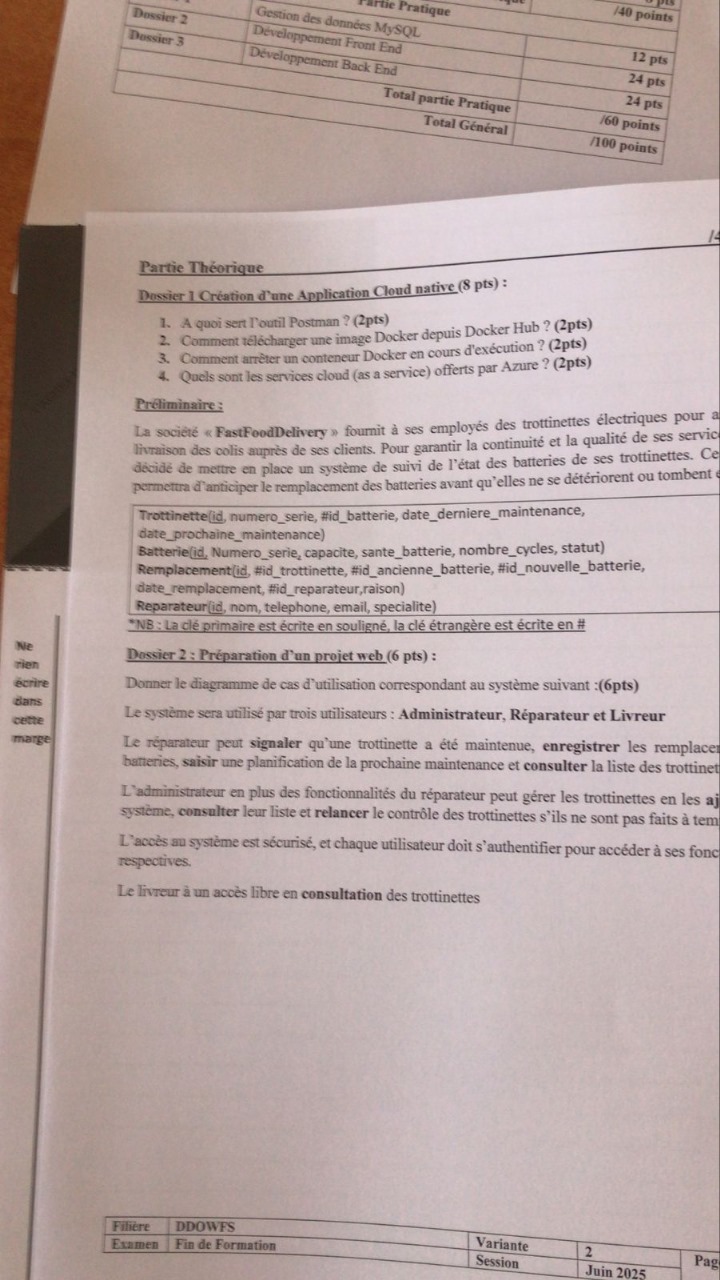 Partie Pratique
/40 points
Dossier 2 Gestion des données MySQL 12 pts
Dossier 3 Développement Front End 24 pts
Développement Back End 24 pts
Total partie Pratique /60 points
Total Général /100 points
Partie Théorique
Dossier 1 Création d'une Application Cloud native (8 pts) :
1. A quoi sert l'outil Postman ? (2pts)
2. Comment télécharger une image Docker depuis Docker Hub ? (2pts)
3. Comment arrêter un conteneur Docker en cours d'exécution ? (2pts)
4. Quels sont les services cloud (as a service) offerts par Azure ? (2pts)
Préliminaire :
La société « FastFoodDelivery » fournit à ses employés des trottinettes électriques pour
livraison des colis auprès de ses clients. Pour garantir la continuité et la qualité de ses
décidé de mettre en place un système de suivi de l'état des batteries de ses trottinettes.
permettra d'anticiper le remplacement des batteries avant qu'elles ne se détériorent ou tombent
Trottinette(id, numero_serie, #id_batterie, date_derniere_maintenance,
date_prochaine_maintenance)
Batterie(id, Numero_serie, capacite, sante_batterie, nombre_cycles, statut)
Remplacement(id, #id_trottinette, #id_ancienne_batterie, #id_nouvelle_batterie,
date_remplacement, #id_reparateur,raison)
Reparateur(id, nom, telephone, email, specialite)
*NB : La clé primaire est écrite en souligné, la clé étrangère est écrite en #
Dossier 2 : Préparation d'un projet web (6 pts) :
Donner le diagramme de cas d'utilisation correspondant au système suivant :(6pts)
Le système sera utilisé par trois utilisateurs : Administrateur, Réparateur et Livreur
Le réparateur peut signaler qu'une trottinette a été maintenue, enregistrer les
batteries, saisir une planification de la prochaine maintenance et consulter la liste des
L'administrateur en plus des fonctionnalités du réparateur peut gérer les trottinettes en les
système, consulter leur liste et relancer le contrôle des trottinettes s'ils ne sont pas faits à
L'accès au système est sécurisé, et chaque utilisateur doit s'authentifier pour accéder à ses
respectives.
Le livreur à un accès libre en consultation des trottinettes
Ne
rien
écrire
dans
cette
marge
Filière DDOWFS Variante 2
Examen Fin de Formation Session Juin 2025